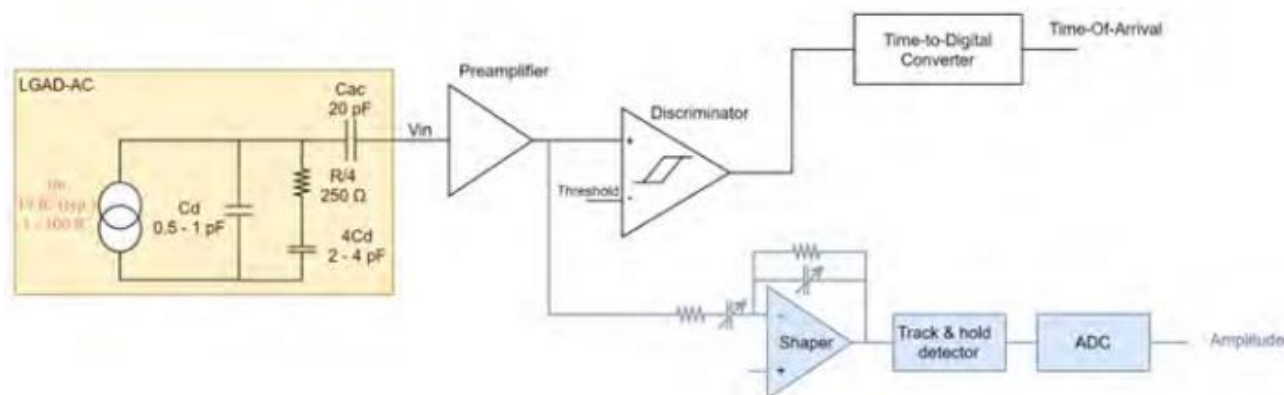 LGAD-AC
Cac
20 pF
Vin
R/4
250 Ω
Cd
0.5 - 1 pF
4Cd
2 - 4 pF
Preamplifier
Discriminator
Threshold
+
-
Time-to-Digital
Converter
Time-Of-Arrival
-
+
Shaper
Track & hold
detector
ADC
Amplitude